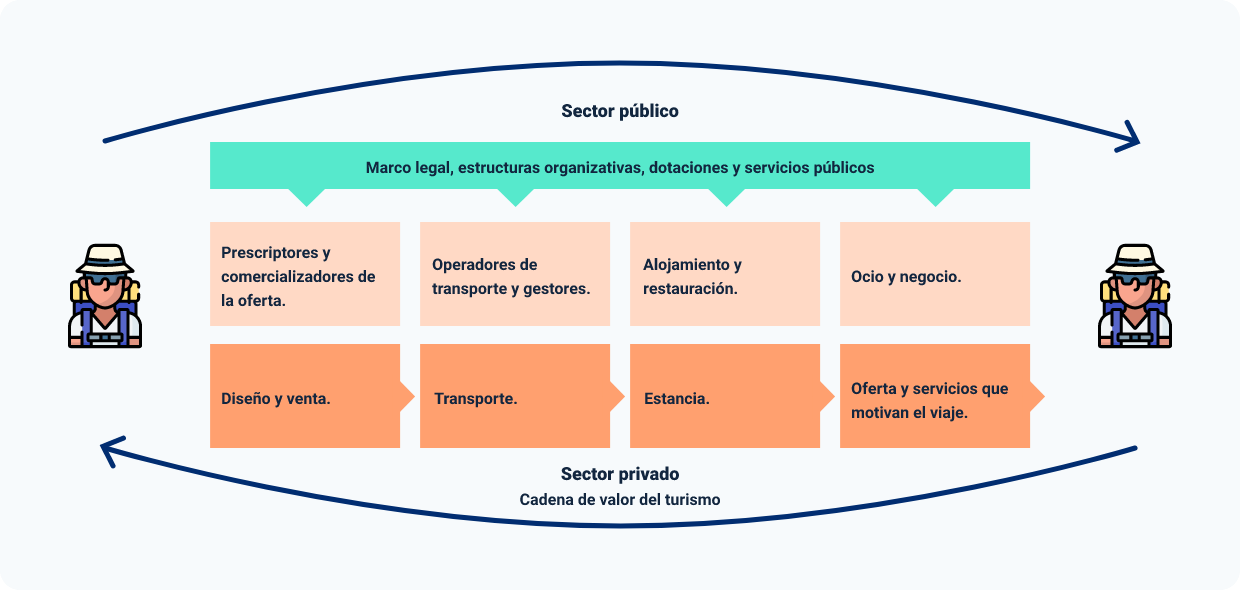 Sector público
Marco legal, estructuras organizativas, dotaciones y servicios públicos
Prescriptores y
comercializadores de
la oferta.
Operadores de
transporte y gestores.
Alojamiento y
restauración.
Ocio y negocio.
Diseño y venta.
Transporte.
Estancia.
Oferta y servicios que
motivan el viaje.
Sector privado
Cadena de valor del turismo